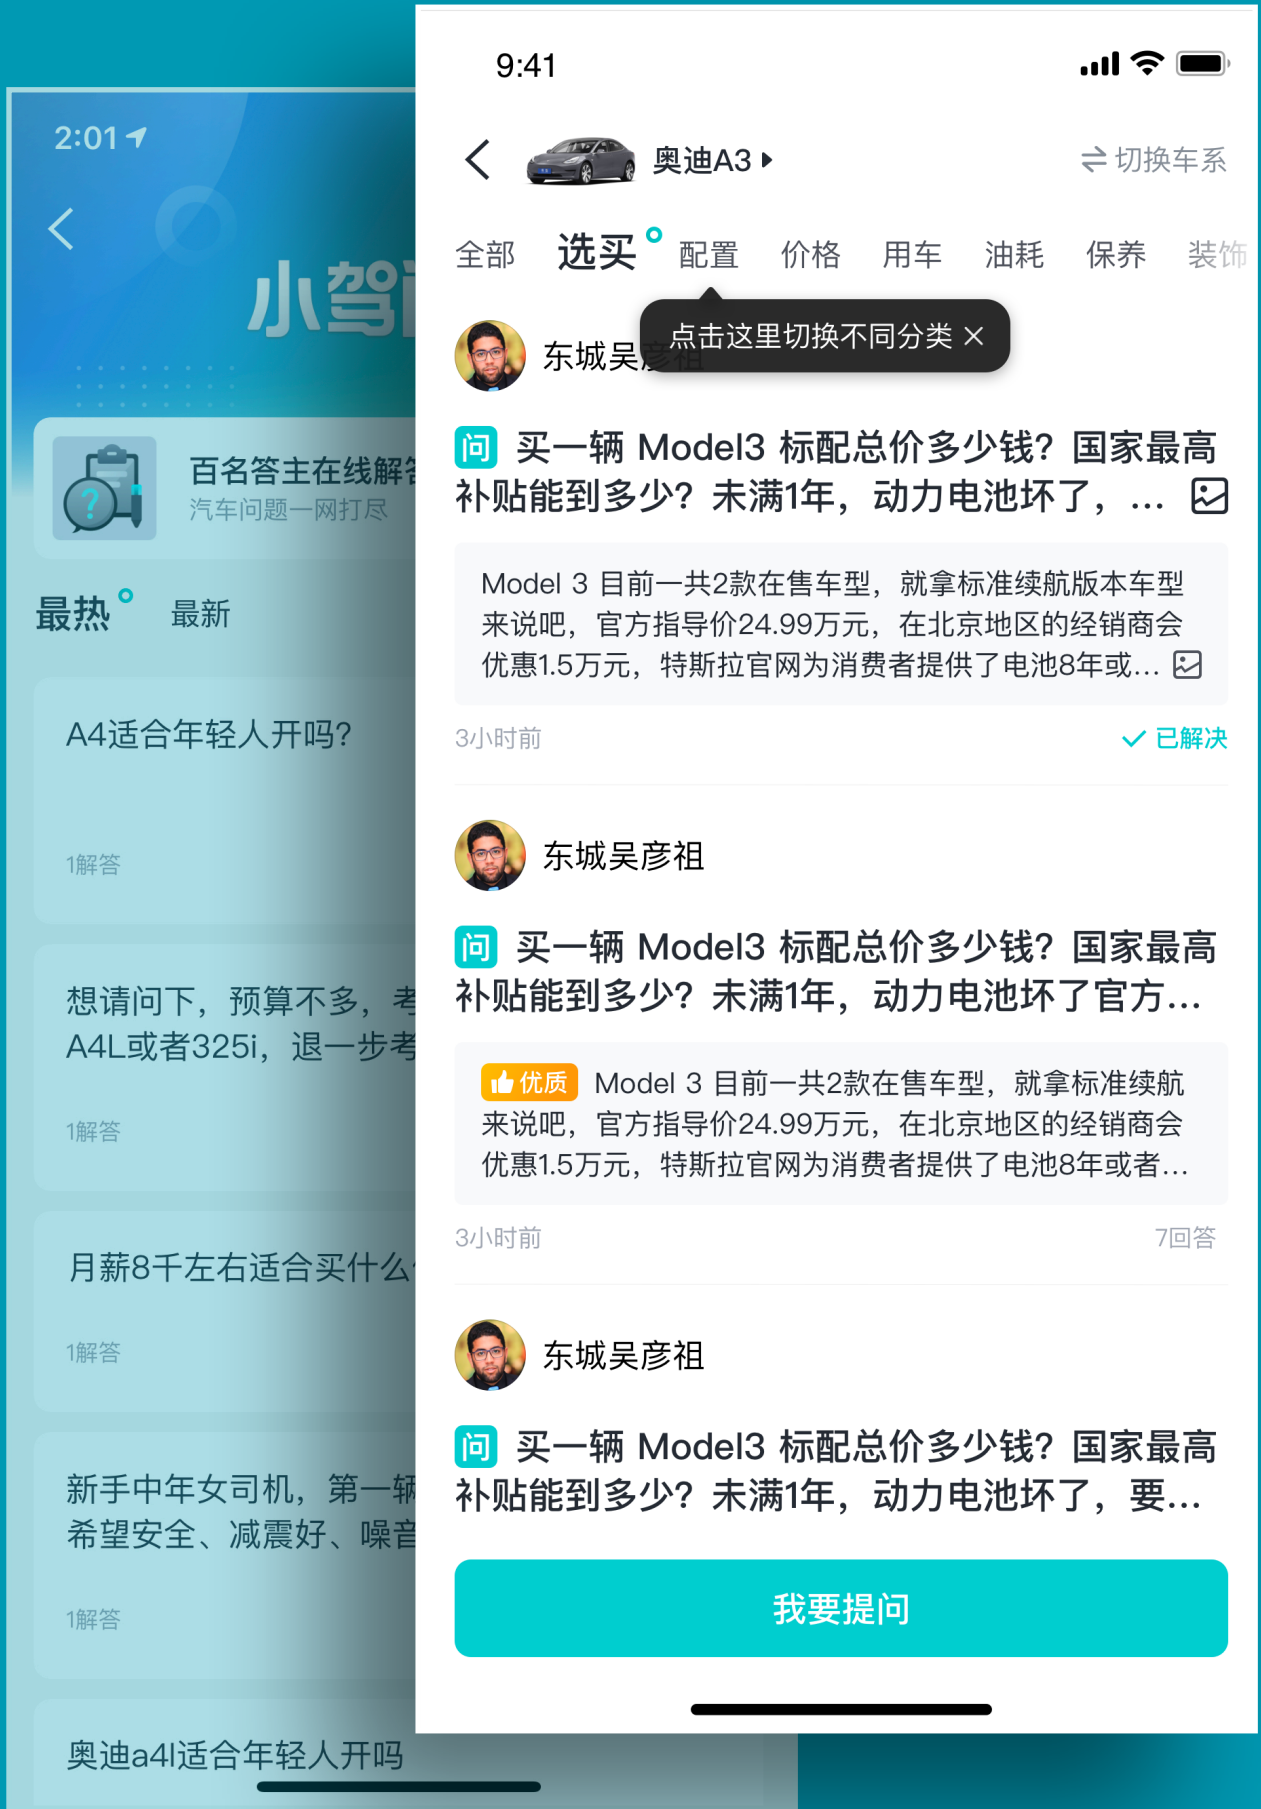 2:01
小驾
百名答主在线解
汽车问题一网打尽
最热
最新
A4适合年轻人开吗?
1解答
想请问下，预算不多，考
A4L或者325i，退一步考
1解答
月薪8千左右适合买什么
1解答
新手中年女司机，第一辆
希望安全、减震好、噪音
1解答
奥迪a4l适合年轻人开吗
9:41
奥迪A3
切换车系
全部 选买 配置 价格 用车 油耗 保养 装饰
点击这里切换不同分类
东城吴彦祖
问 买一辆 Model3 标配总价多少钱？国家最高
补贴能到多少？未满1年，动力电池坏了，...
Model 3 目前一共2款在售车型，就拿标准续航版本车型
来说吧，官方指导价24.99万元，在北京地区的经销商会
优惠1.5万元，特斯拉官网为消费者提供了电池8年或...
3小时前
已解决
东城吴彦祖
问 买一辆 Model3 标配总价多少钱？国家最高
补贴能到多少？未满1年，动力电池坏了官方...
优质 Model 3 目前一共2款在售车型，就拿标准续航
来说吧，官方指导价24.99万元，在北京地区的经销商会
优惠1.5万元，特斯拉官网为消费者提供了电池8年或者...
3小时前
7回答
东城吴彦祖
问 买一辆 Model3 标配总价多少钱？国家最高
补贴能到多少？未满1年，动力电池坏了，要...
我要提问